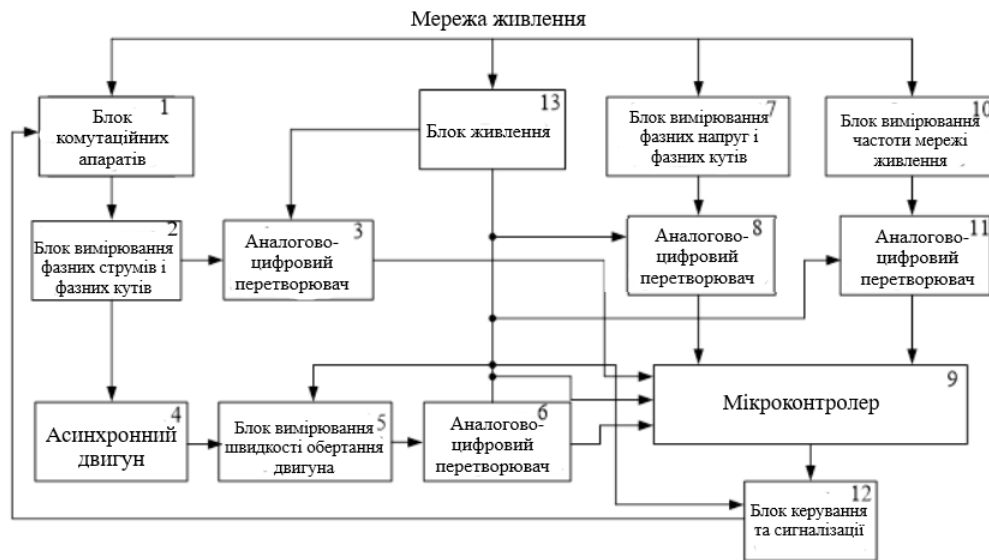 Мережа живлення
1
Блок
комутаційних
апаратів
13
Блок живлення
7
Блок вимірювання
фазних напруг і
фазних кутів
10
Блок вимірювання
частоти мережі
живлення
2
Блок вимірювання
фазних струмів і
фазних кутів
3
Аналогово-
цифровий
перетворювач
8
Аналогово-
цифровий
перетворювач
11
Аналогово-
цифровий
перетворювач
4
Асинхронний
двигун
5
Блок вимірювання
швидкості обертання
двигуна
6
Аналогово-
цифровий
перетворювач
9
Мікроконтролер
12
Блок керування
та сигналізації